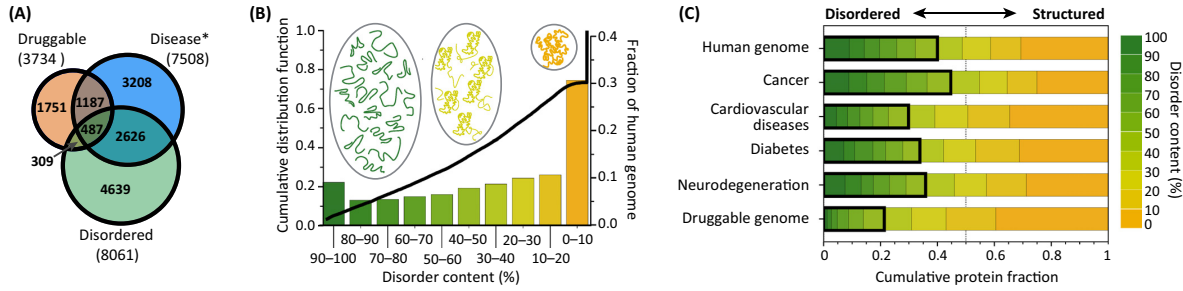 (A)
Druggable
(3734 )
Disease*
(7508)
3208
1751
1187
487
2626
309
4639
Disordered
(8061)
(B)
Cumulative distribution function
1.0
0.8
0.6
0.4
0.2
0.0
0.4
0.3
0.2
0.1
0.0
Fraction of human genome
80–90
60–70
40–50
20–30
0–10
90–100
70–80
50–60
30–40
10–20
Disorder content (%)
(C)
Disordered
Structured
Human genome
Cancer
Cardiovascular
diseases
Diabetes
Neurodegeneration
Druggable genome
0
0.2
0.4
0.6
0.8
1
Cumulative protein fraction
100
90
80
70
60
50
40
30
20
10
0
Disorder content (%)